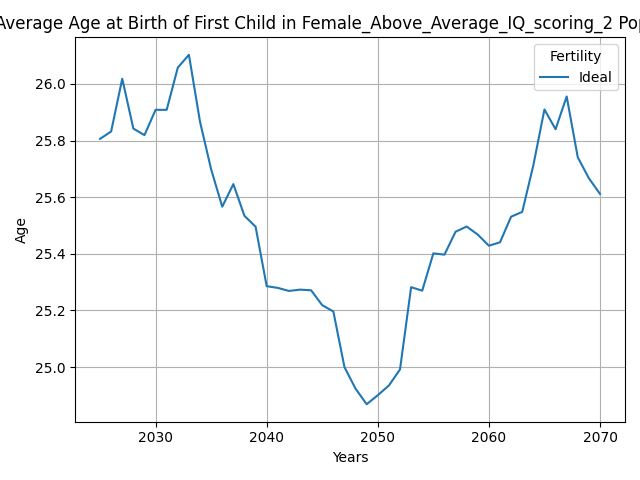 Average Age at Birth of First Child in Female_Above_Average_IQ_scoring_2
Fertility
Ideal
26.0
25.8
25.6
25.4
25.2
25.0
Age
2030 2040 2050 2060 2070
Years